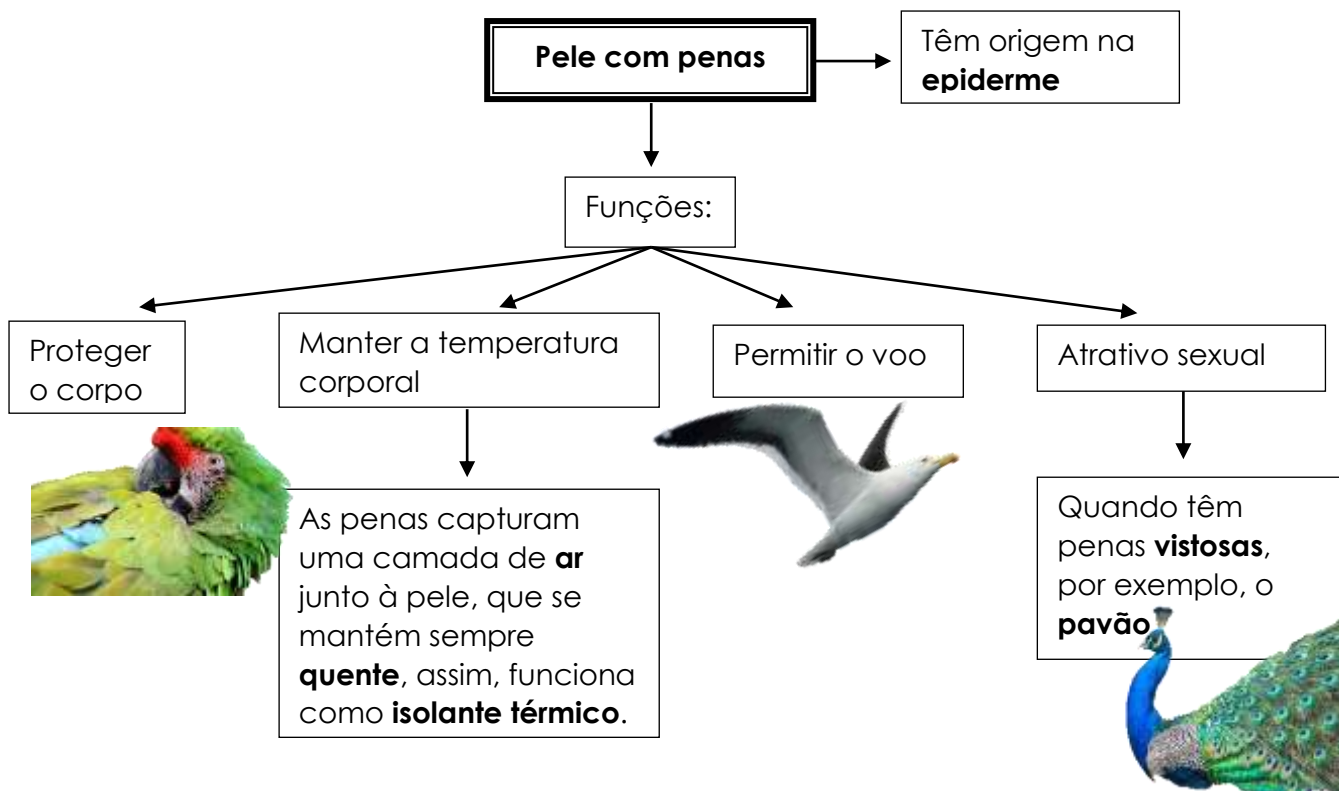 Pele com penas
Têm origem na
epiderme
Funções:
Proteger
o corpo
Manter a temperatura
corporal
Permitir o voo
Atrativo sexual
As penas capturam
uma camada de ar
junto à pele, que se
mantém sempre
quente, assim, funciona
como isolante térmico.
Quando têm
penas vistosas,
por exemplo, o
pavão